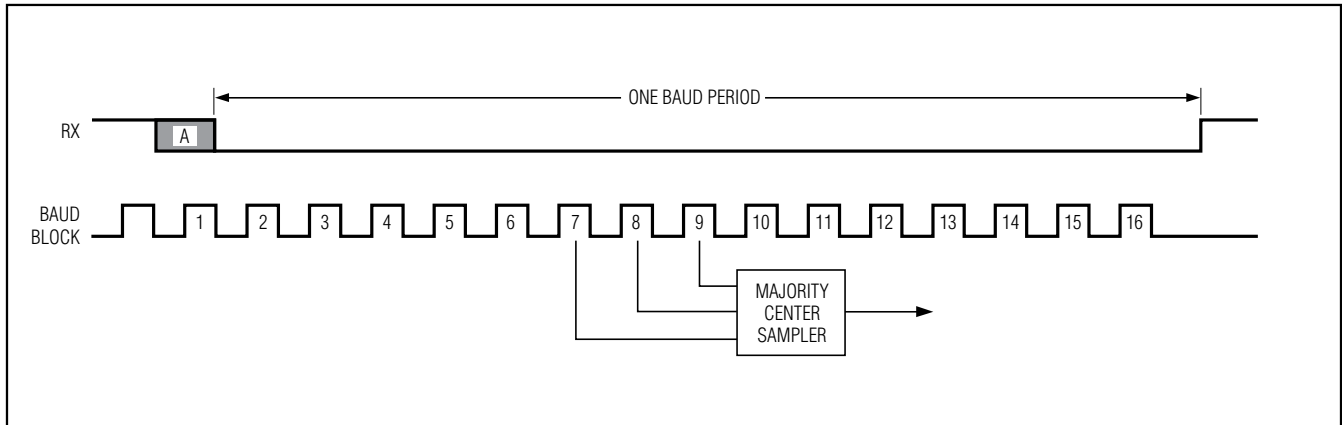 ONE BAUD PERIOD
RX
A
BAUD
BLOCK
1 2 3 4 5 6 7 8 9 10 11 12 13 14 15 16
MAJORITY
CENTER
SAMPLER